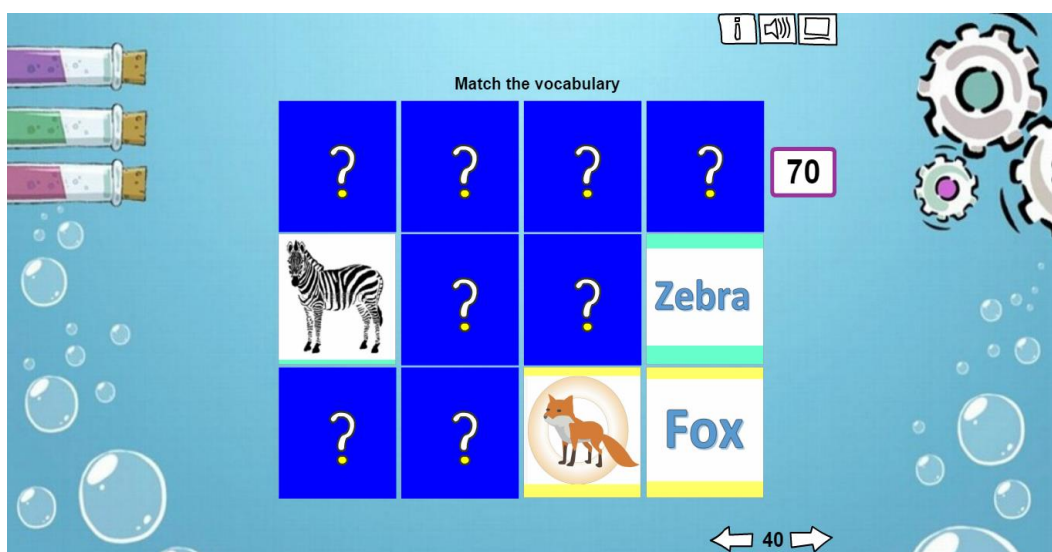 i
Match the vocabulary
? ? ? ?
70
? ?
Zebra
? ?
Fox
40